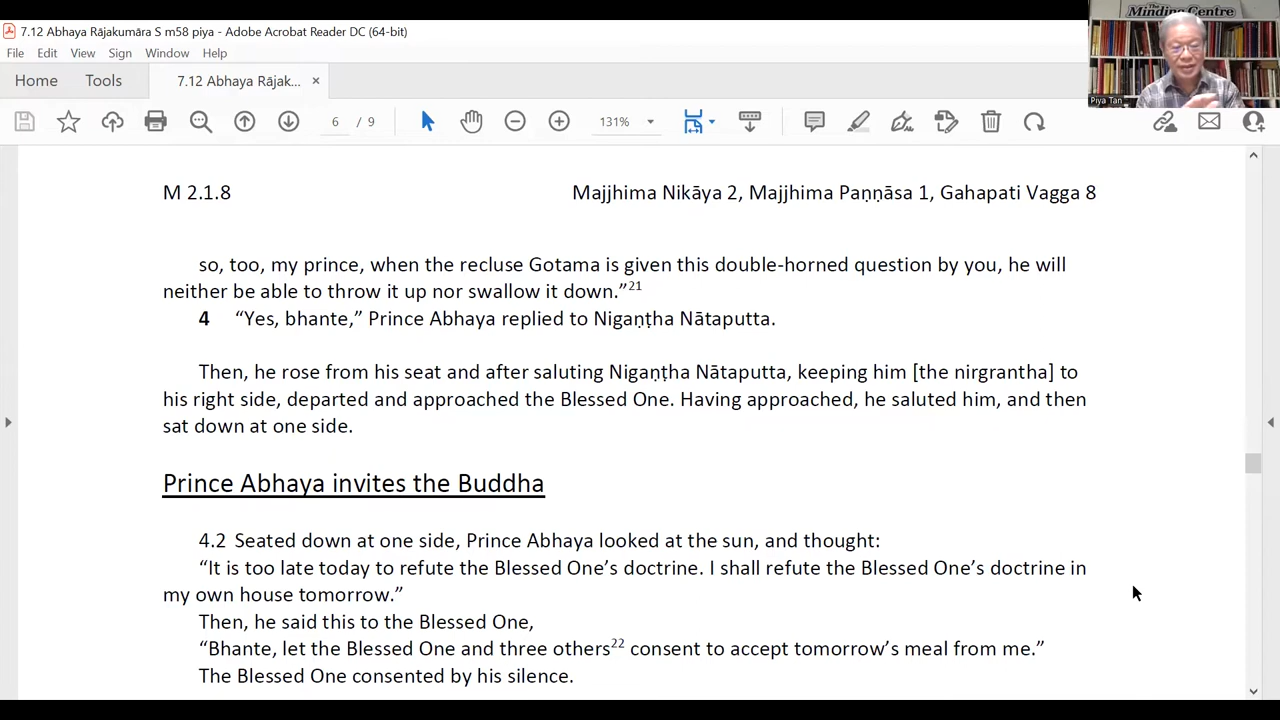 The Minding Centre
7.12 Abhaya Rājakumāra S m58 piya - Adobe Acrobat Reader DC (64-bit)
File Edit View Sign Window Help
Home Tools 7.12 Abhaya Rājak... ×
6 / 9 131%
Piya Tan
M 2.1.8 Majjhima Nikāya 2, Majjhima Paṇṇāsa 1, Gahapati Vagga 8
so, too, my prince, when the recluse Gotama is given this double-horned question by you, he will
neither be able to throw it up nor swallow it down.”21
4 “Yes, bhante,” Prince Abhaya replied to Nigaṇṭha Nātaputta.
Then, he rose from his seat and after saluting Nigaṇṭha Nātaputta, keeping him [the nirgrantha] to
his right side, departed and approached the Blessed One. Having approached, he saluted him, and then
sat down at one side.
Prince Abhaya invites the Buddha
4.2 Seated down at one side, Prince Abhaya looked at the sun, and thought:
“It is too late today to refute the Blessed One’s doctrine. I shall refute the Blessed One’s doctrine in
my own house tomorrow.”
Then, he said this to the Blessed One,
“Bhante, let the Blessed One and three others22 consent to accept tomorrow’s meal from me.”
The Blessed One consented by his silence.